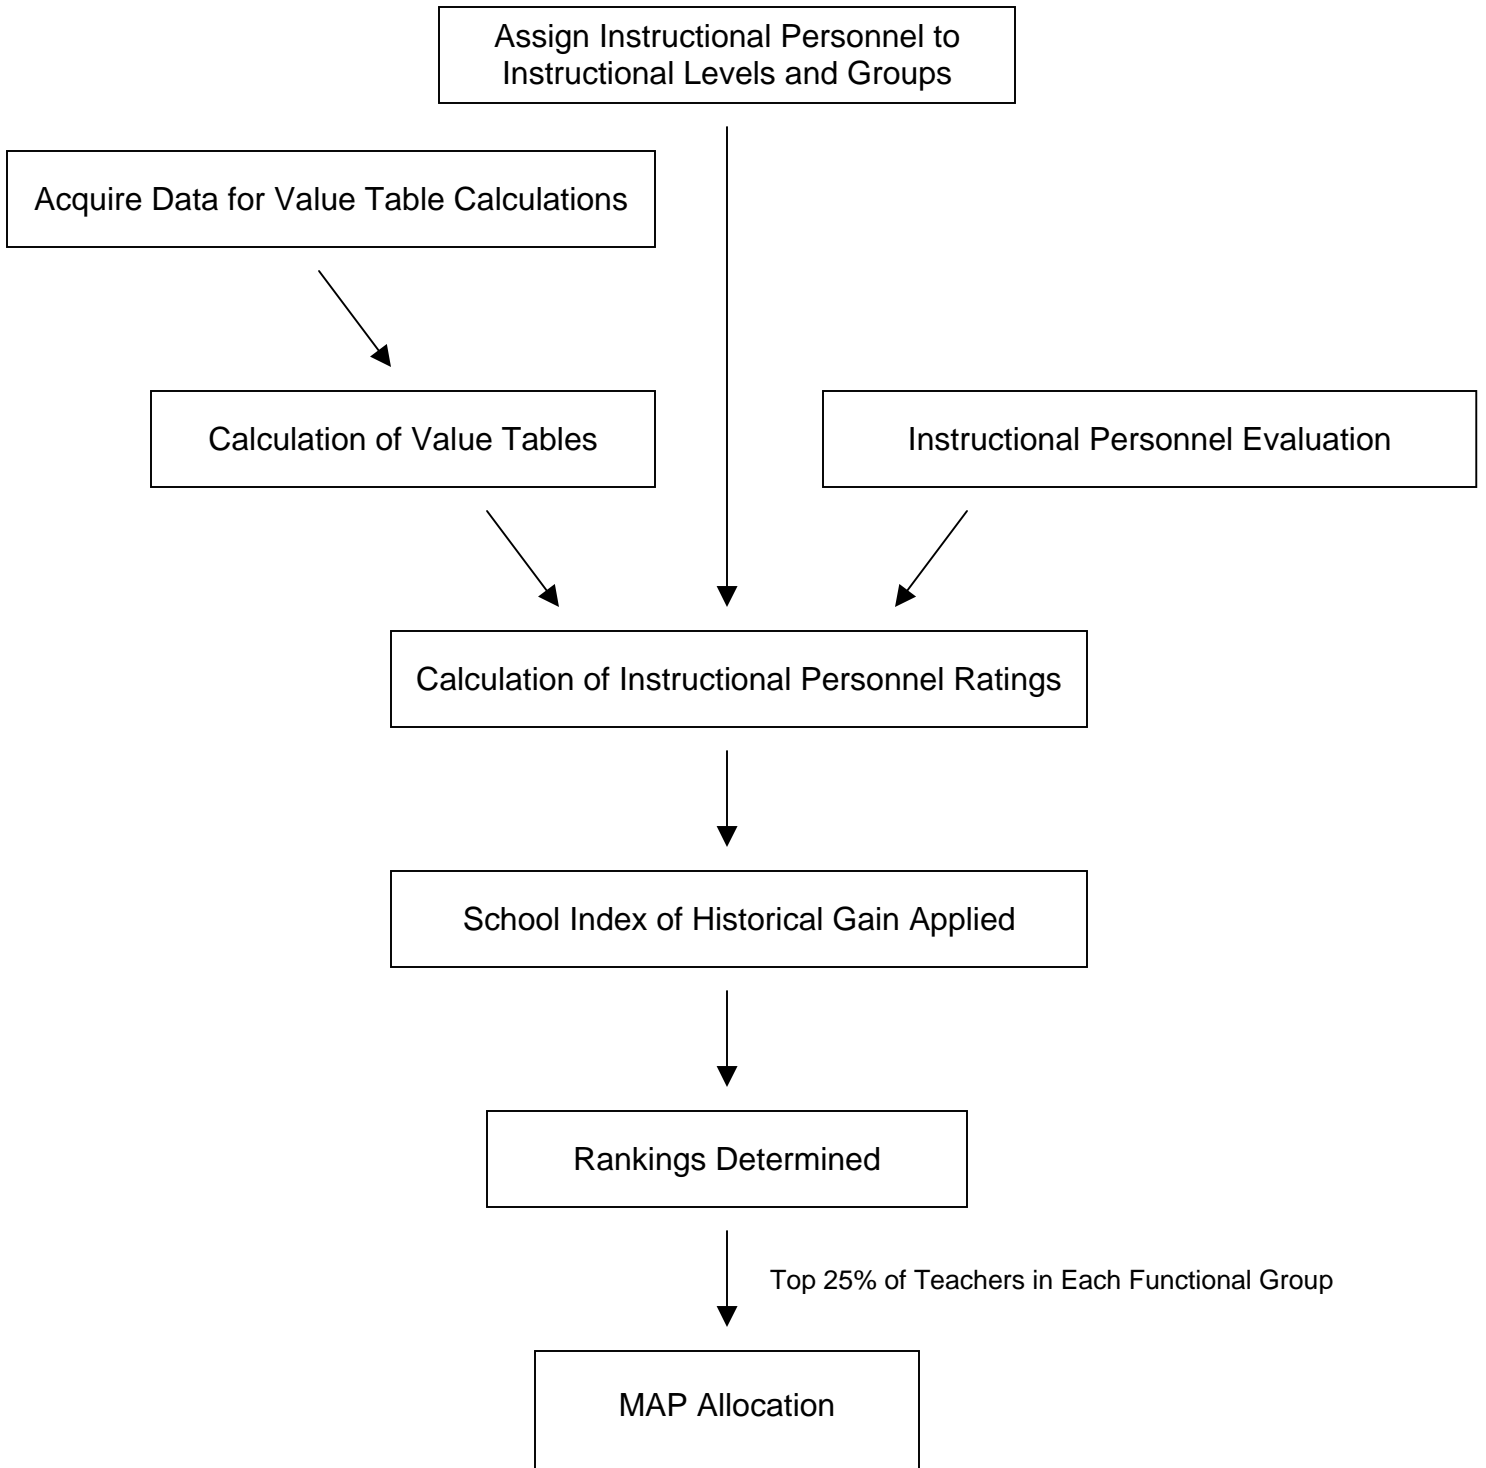 Assign Instructional Personnel to
Instructional Levels and Groups
Acquire Data for Value Table Calculations
Calculation of Value Tables
Instructional Personnel Evaluation
Calculation of Instructional Personnel Ratings
School Index of Historical Gain Applied
Rankings Determined
Top 25% of Teachers in Each Functional Group
MAP Allocation